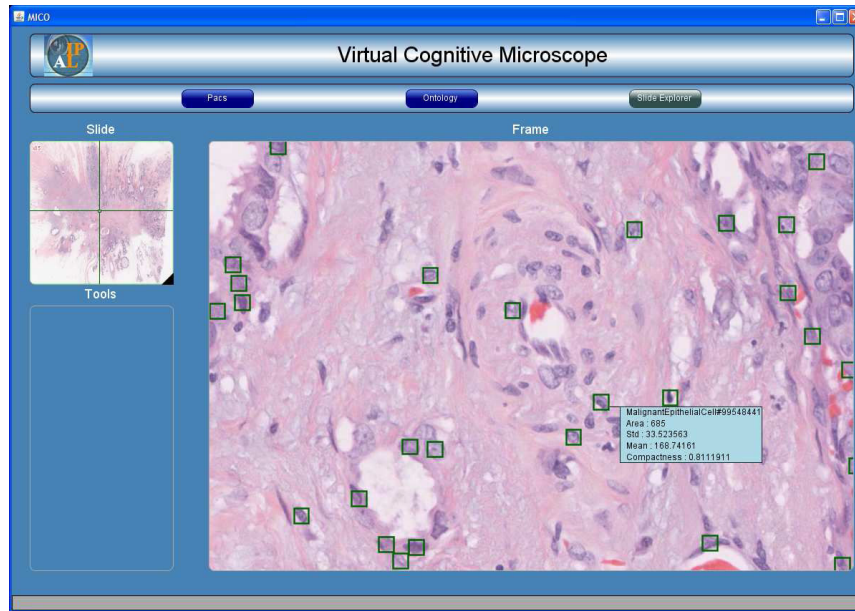 MICO
IPAL
Virtual Cognitive Microscope
Pacs
Ontology
Slide Explorer
Slide
Frame
Tools
MalignantEpithelialCell#99548441
Area : 685
Std : 33.523563
Mean : 168.74161
Compactness : 0.8111911